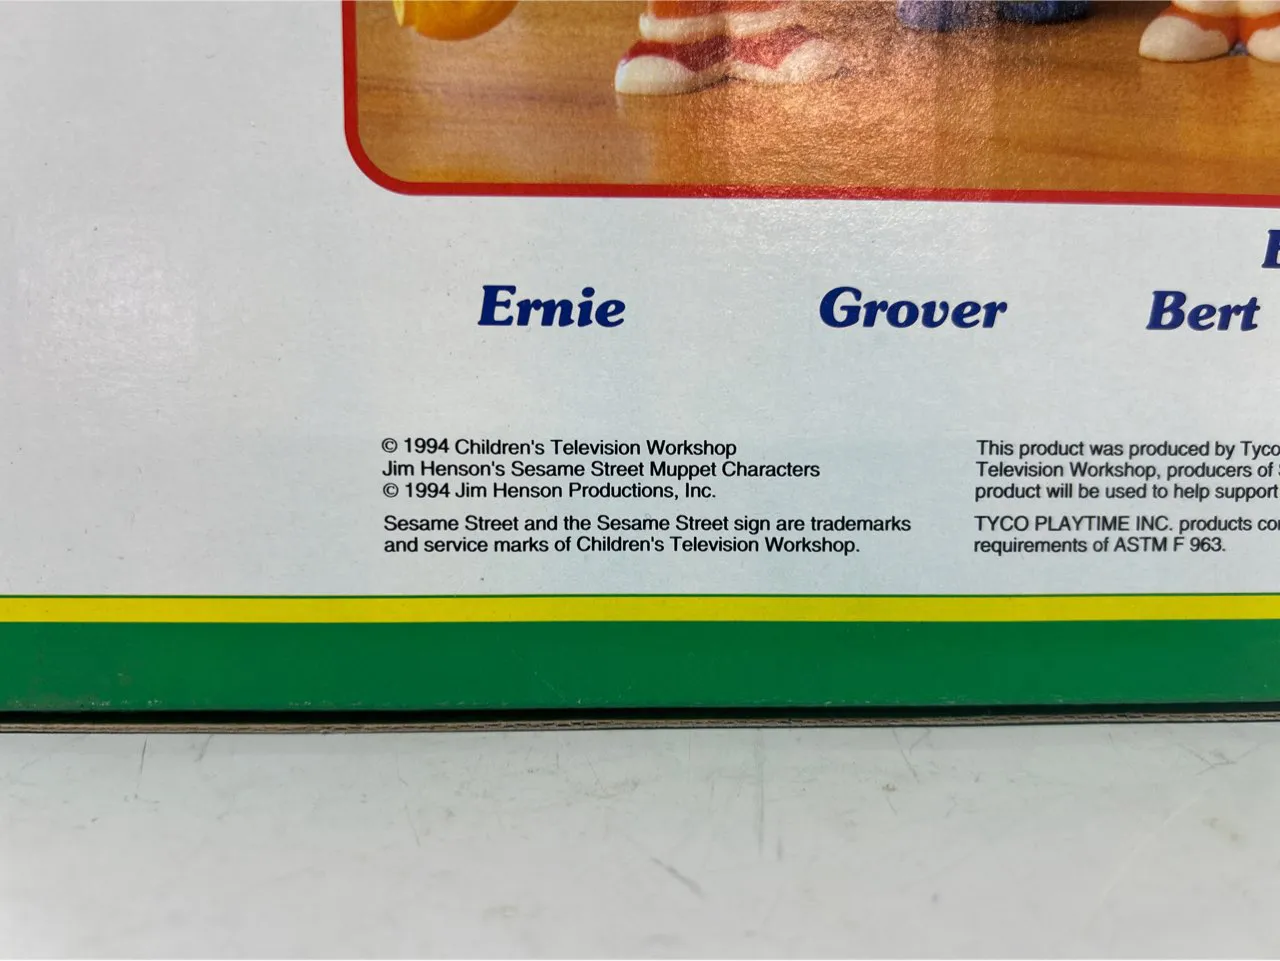 Ernie Grover Bert
© 1994 Children's Television Workshop
Jim Henson's Sesame Street Muppet Characters
© 1994 Jim Henson Productions, Inc.
Sesame Street and the Sesame Street sign are trademarks
and service marks of Children's Television Workshop.
This product was produced by Tyco
Television Workshop, producers of
product will be used to help support
TYCO PLAYTIME INC. products
requirements of ASTM F 963.